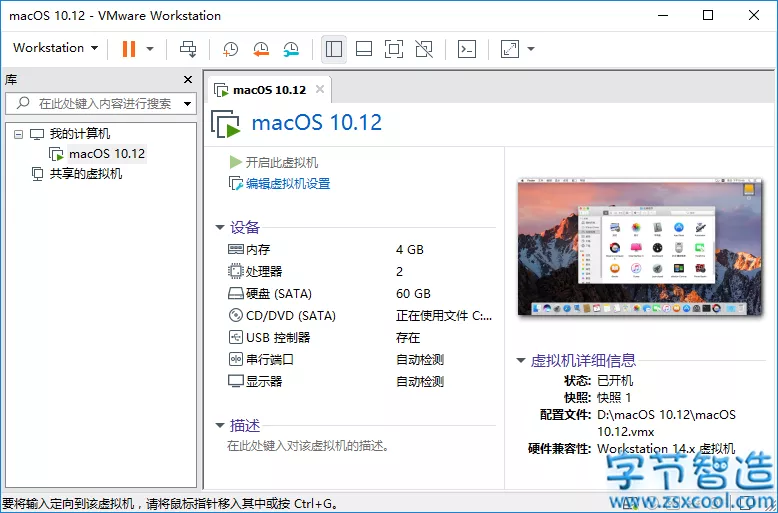 macOS 10.12 - VMware Workstation
Workstation
库
在此处键入内容进行搜索
我的计算机
macOS 10.12
共享的虚拟机
macOS 10.12
macOS 10.12
开启此虚拟机
编辑虚拟机设置
设备
内存 4 GB
处理器 2
硬盘 (SATA) 60 GB
CD/DVD (SATA) 正在使用文件 C:...
USB 控制器 存在
串行端口 自动检测
显示器 自动检测
描述
在此处键入对该虚拟机的描述。
虚拟机详细信息
状态: 已开机
快照: 快照 1
配置文件: D:\macOS 10.12\macOS
10.12.vmx
硬件兼容性: Workstation 14.x 虚拟机
字节智造
www.zsxcool.com
要将输入定向到该虚拟机，请将鼠标指针移入其中或按 Ctrl+G。